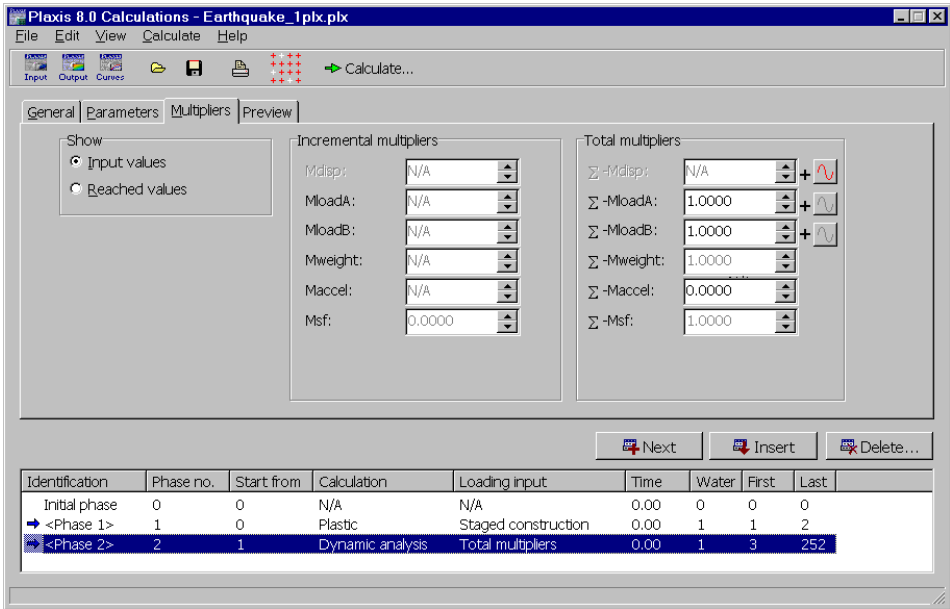 Plaxis 8.0 Calculations - Earthquake_1plx.plx
File Edit View Calculate Help
Input Output Curves Calculate...
General Parameters Multipliers Preview
Show
Input values
Reached values
Incremental multipliers
Mdisp: N/A
MloadA: N/A
MloadB: N/A
Mweight: N/A
Maccel: N/A
Msf: 0.0000
Total multipliers
Σ -Mdisp: N/A +
Σ -MloadA: 1.0000 +
Σ -MloadB: 1.0000 +
Σ -Mweight: 1.0000
Σ -Maccel: 0.0000
Σ -Msf: 1.0000
Next Insert Delete...
Identification Phase no. Start from Calculation Loading input Time Water First Last
Initial phase 0 0 N/A N/A 0.00 0 0 0
<Phase 1> 1 0 Plastic Staged construction 0.00 1 1 2
<Phase 2> 2 1 Dynamic analysis Total multipliers 0.00 1 3 252